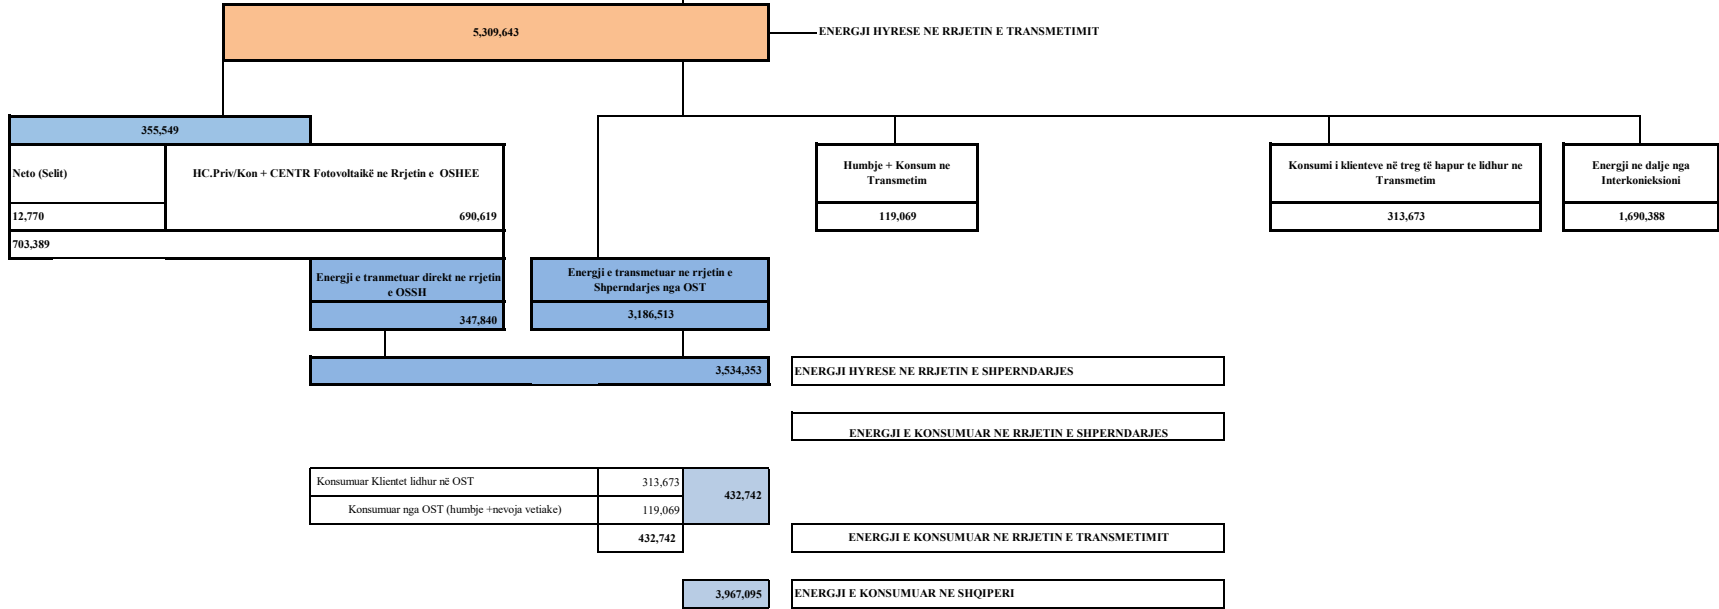 5,309,643
ENERGJI HYRESE NE RRJETIN E TRANSMETIMIT
355,549
Neto (Selit)
HC.Priv/Kon + CENTR Fotovoltaikë ne Rrjetin e OSHEE
12,770
690,619
703,389
Humbje + Konsum ne
Transmetim
119,069
Konsumi i klienteve në treg të hapur te lidhur ne
Transmetim
313,673
Energji ne dalje nga
Interkonieksioni
1,690,388
Energji e tranmetuar direkt ne rrjetin
e OSSH
347,840
Energji e transmetuar ne rrjetin e
Shperndarjes nga OST
3,186,513
3,534,353
ENERGJI HYRESE NE RRJETIN E SHPERNDARJES
ENERGJI E KONSUMUAR NE RRJETIN E SHPERNDARJES
Konsumuar Klientet lidhur në OST
313,673
432,742
Konsumuar nga OST (humbje +nevoja vetiake)
119,069
432,742
ENERGJI E KONSUMUAR NE RRJETIN E TRANSMETIMIT
3,967,095
ENERGJI E KONSUMUAR NE SHQIPERI